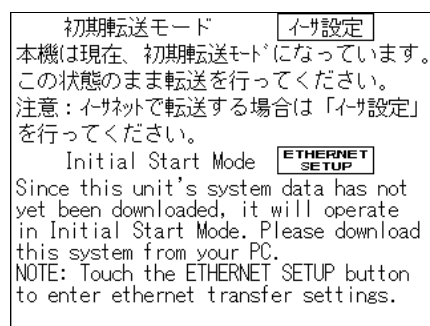 初期転送モード イーサ設定
本機は現在、初期転送モードになっています。
この状態のまま転送を行ってください。
注意：イーサネットで転送する場合は「イーサ設定」
を行ってください。
Initial Start Mode ETHERNET SETUP
Since this unit's system data has not
yet been downloaded, it will operate
in Initial Start Mode. Please download
this system from your PC.
NOTE: Touch the ETHERNET SETUP button
to enter ethernet transfer settings.